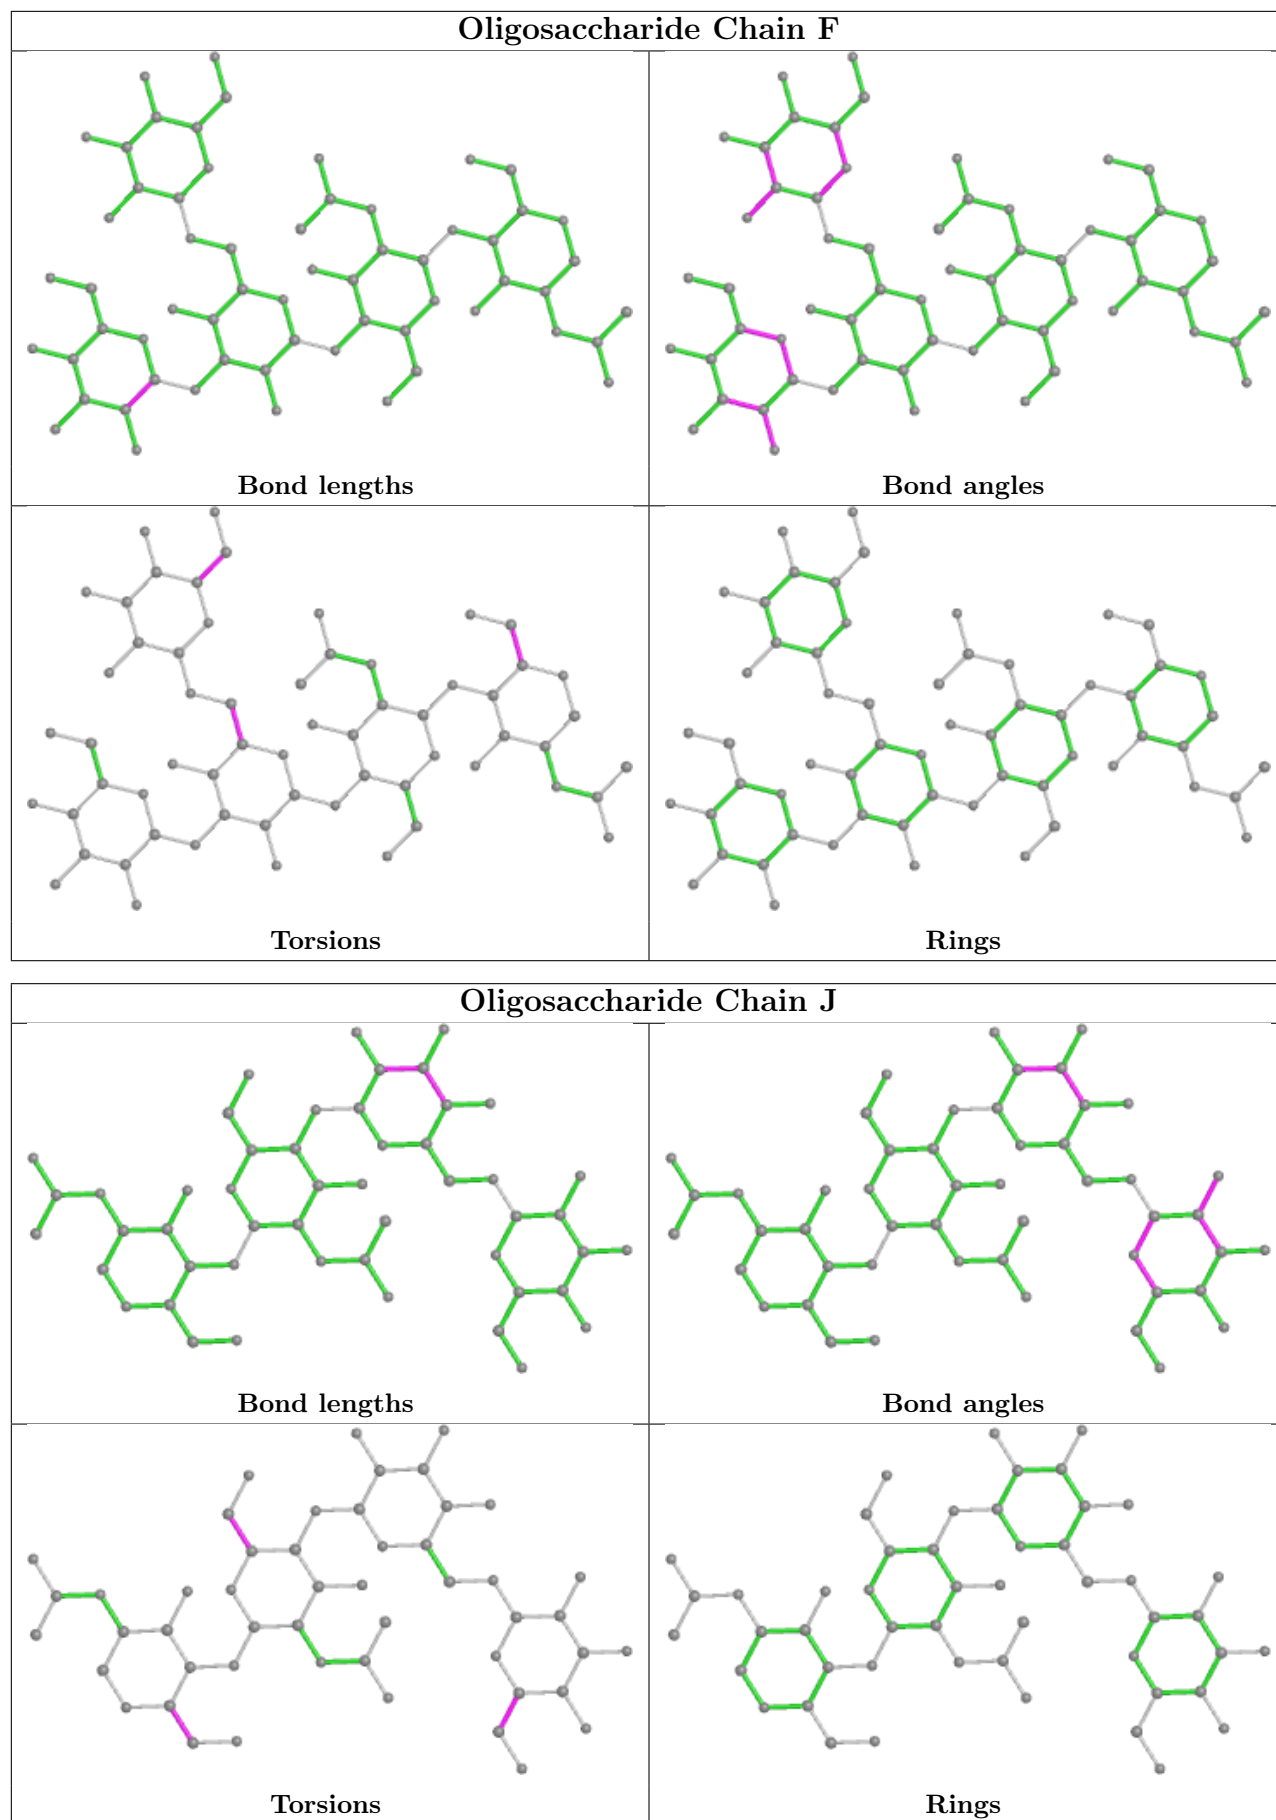 Oligosaccharide Chain F
Bond lengths
Bond angles
Torsions
Rings
Oligosaccharide Chain J
Bond lengths
Bond angles
Torsions
Rings